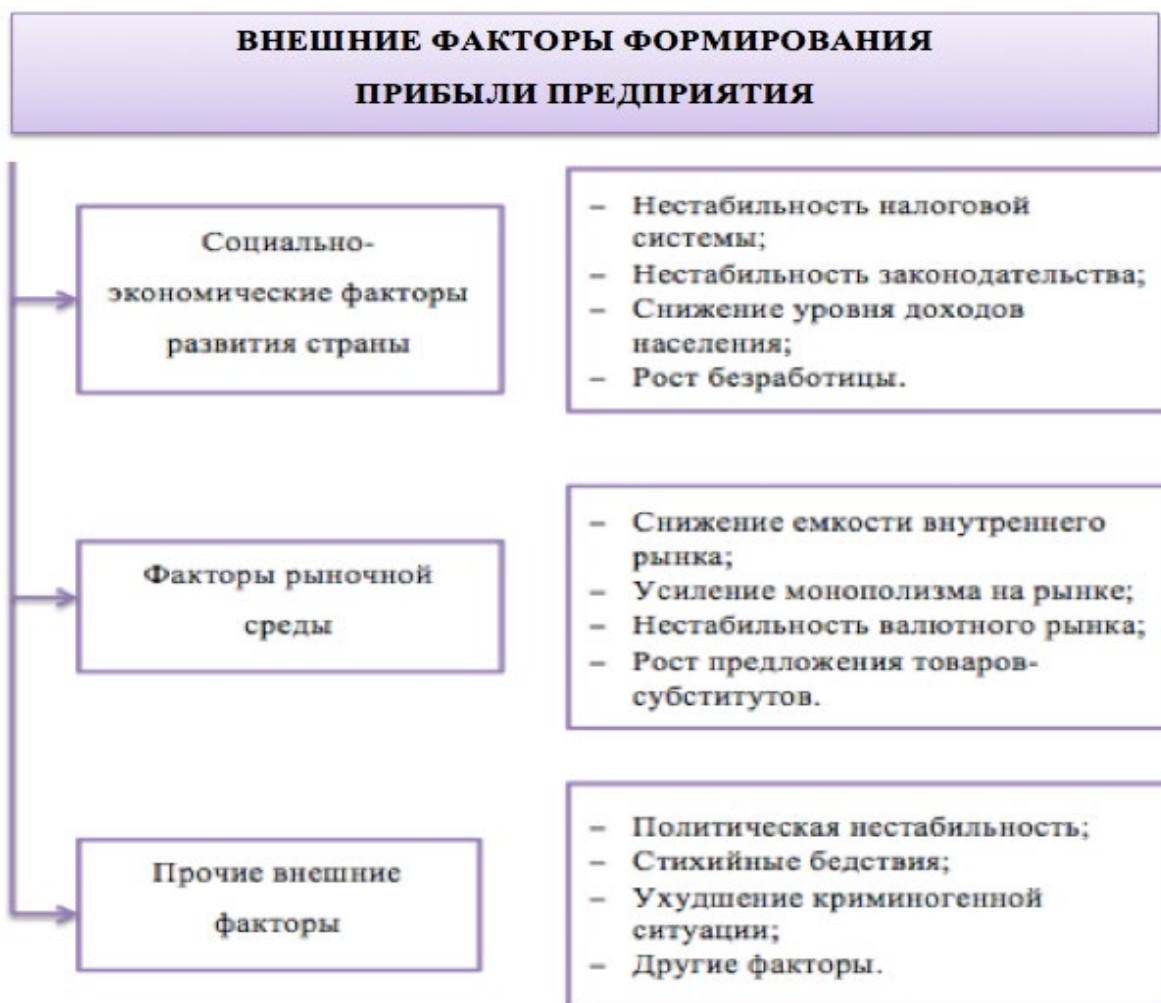 ВНЕШНИЕ ФАКТОРЫ ФОРМИРОВАНИЯ
ПРИБЫЛИ ПРЕДПРИЯТИЯ
Социально-
экономические факторы
развития страны
– Нестабильность налоговой
системы;
– Нестабильность законодательства;
– Снижение уровня доходов
населения;
– Рост безработицы.
Факторы рыночной
среды
– Снижение емкости внутреннего
рынка;
– Усиление монополизма на рынке;
– Нестабильность валютного рынка;
– Рост предложения товаров-
субститутов.
Прочие внешние
факторы
– Политическая нестабильность;
– Стихийные бедствия;
– Ухудшение криминогенной
ситуации;
– Другие факторы.